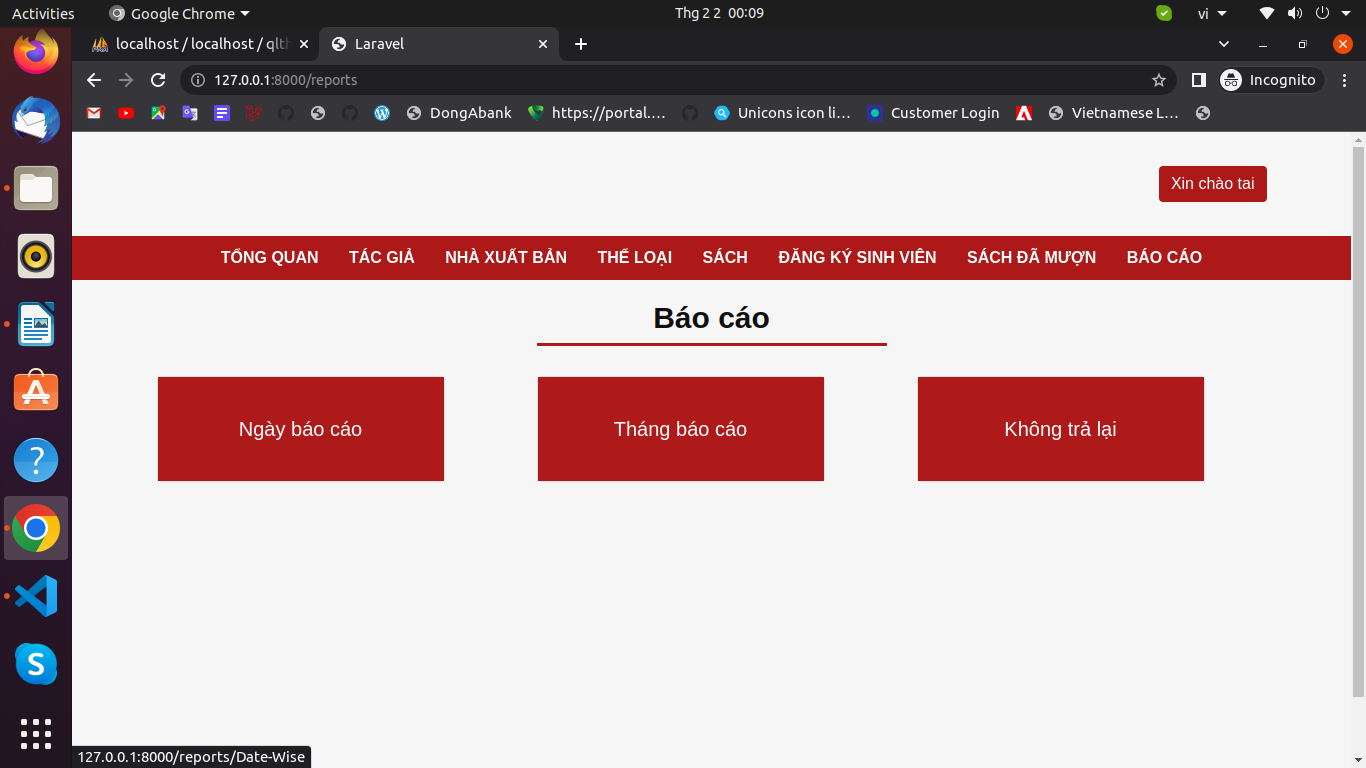 Activities
Google Chrome
Thg 2 2 00:09
vi
localhost / localhost / qlth
Laravel
127.0.0.1:8000/reports
Incognito
DongAbank
https://portal.…
Unicons icon li…
Customer Login
Vietnamese L…
Xin chào tai
TỔNG QUAN
TÁC GIẢ
NHÀ XUẤT BẢN
THỂ LOẠI
SÁCH
ĐĂNG KÝ SINH VIÊN
SÁCH ĐÃ MƯỢN
BÁO CÁO
Báo cáo
Ngày báo cáo
Tháng báo cáo
Không trả lại
127.0.0.1:8000/reports/Date-Wise